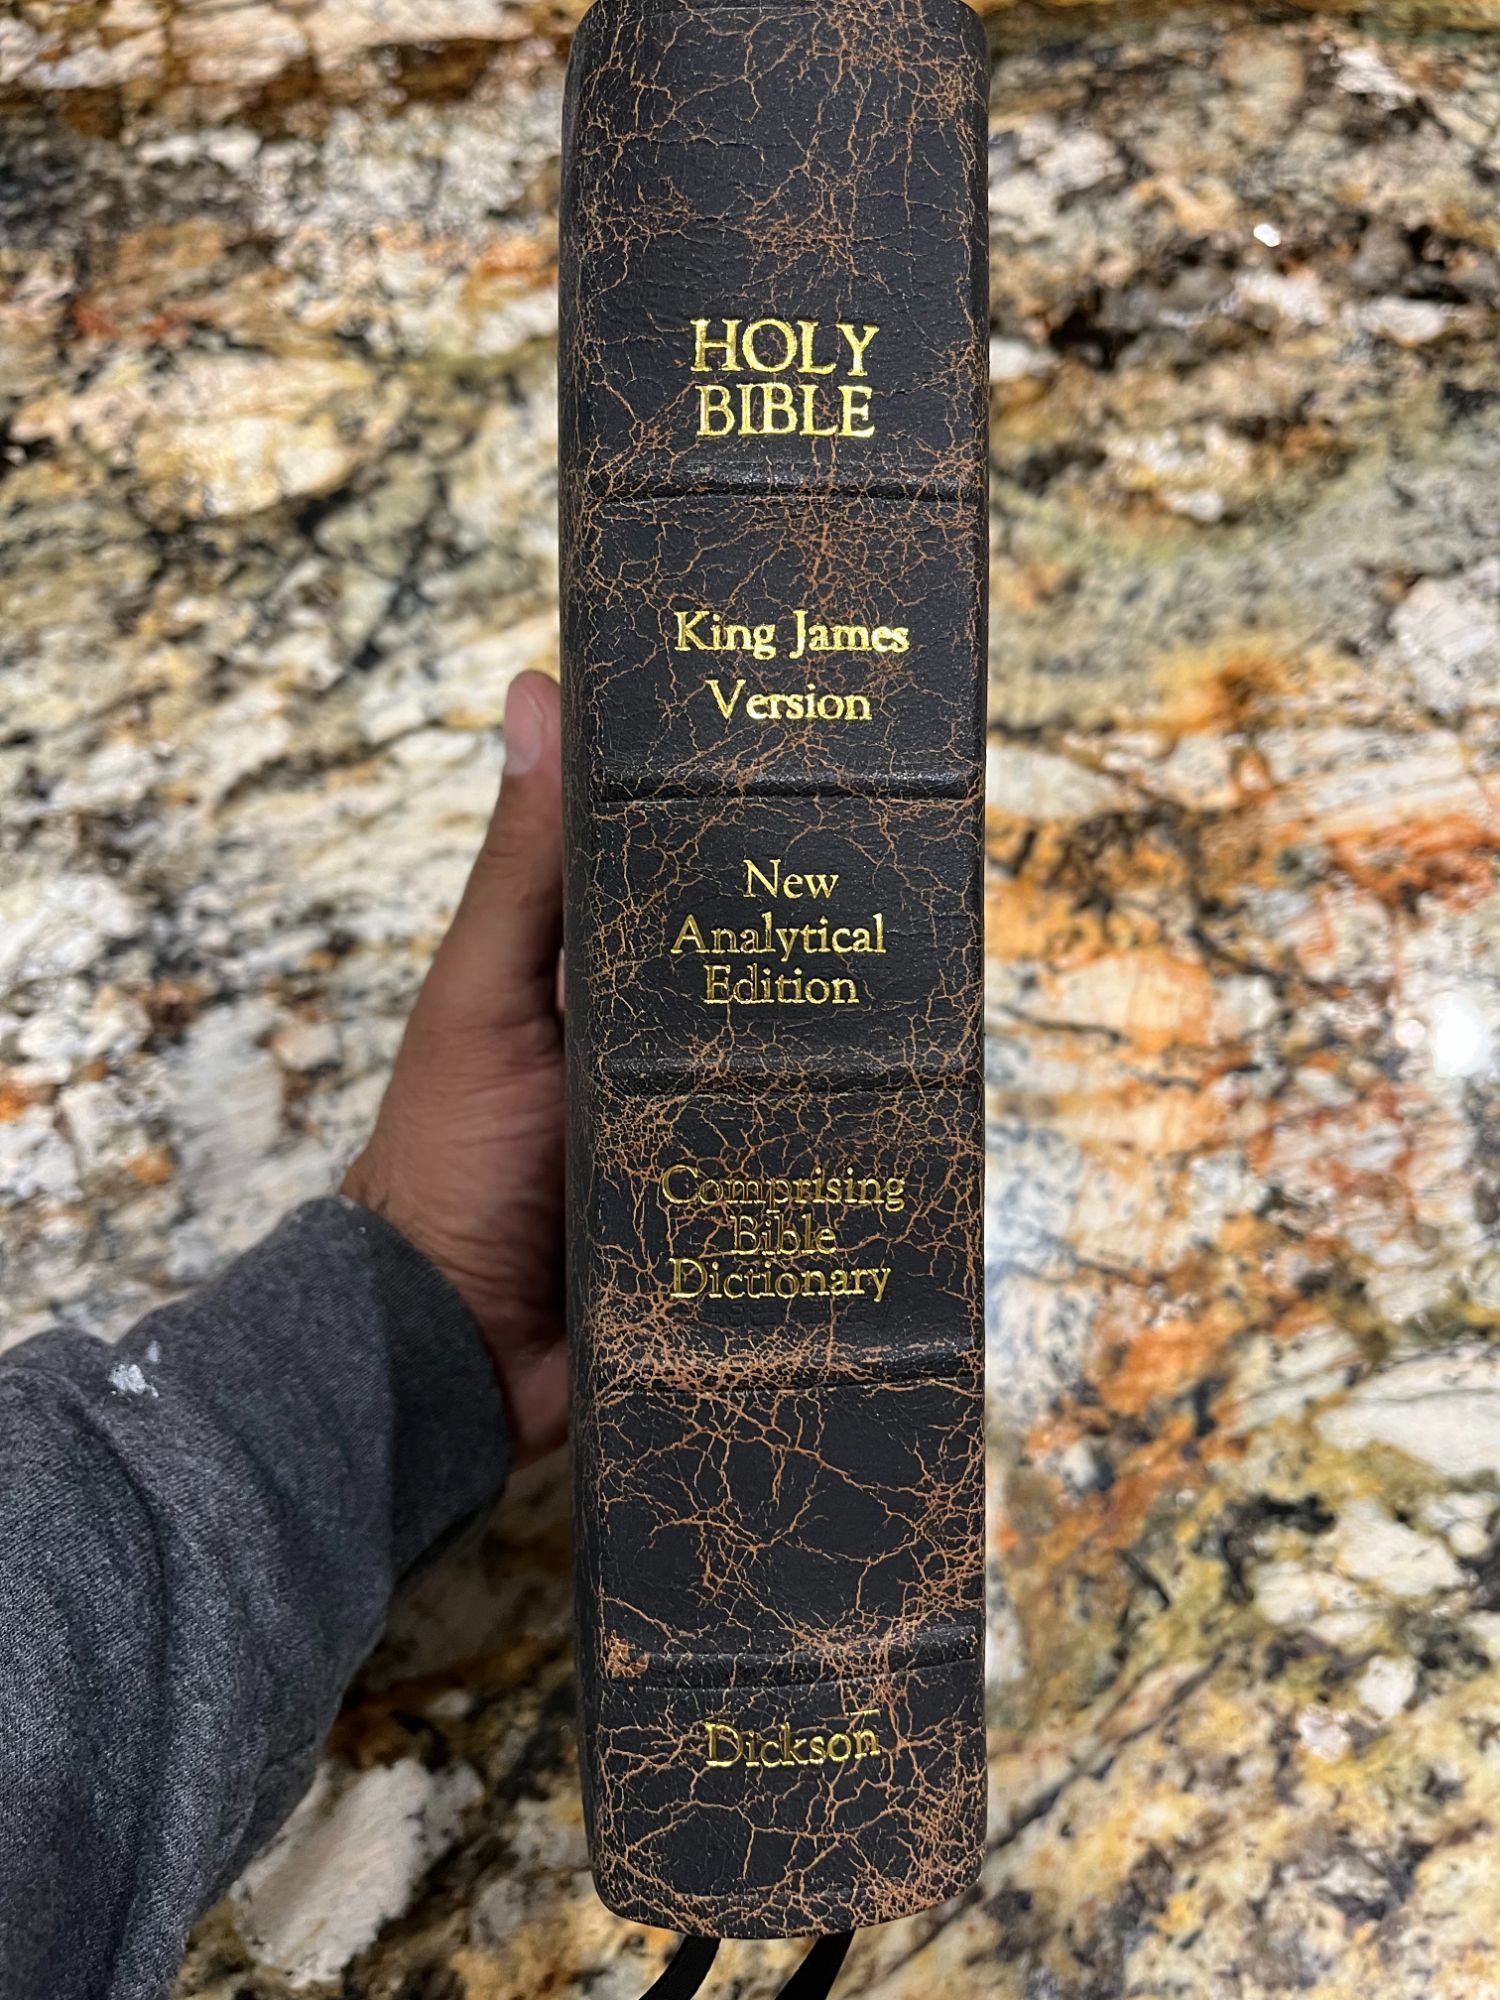 HOLY
BIBLE
King James
Version
New
Analytical
Edition
Comprising
Bible
Dictionary
Dickson